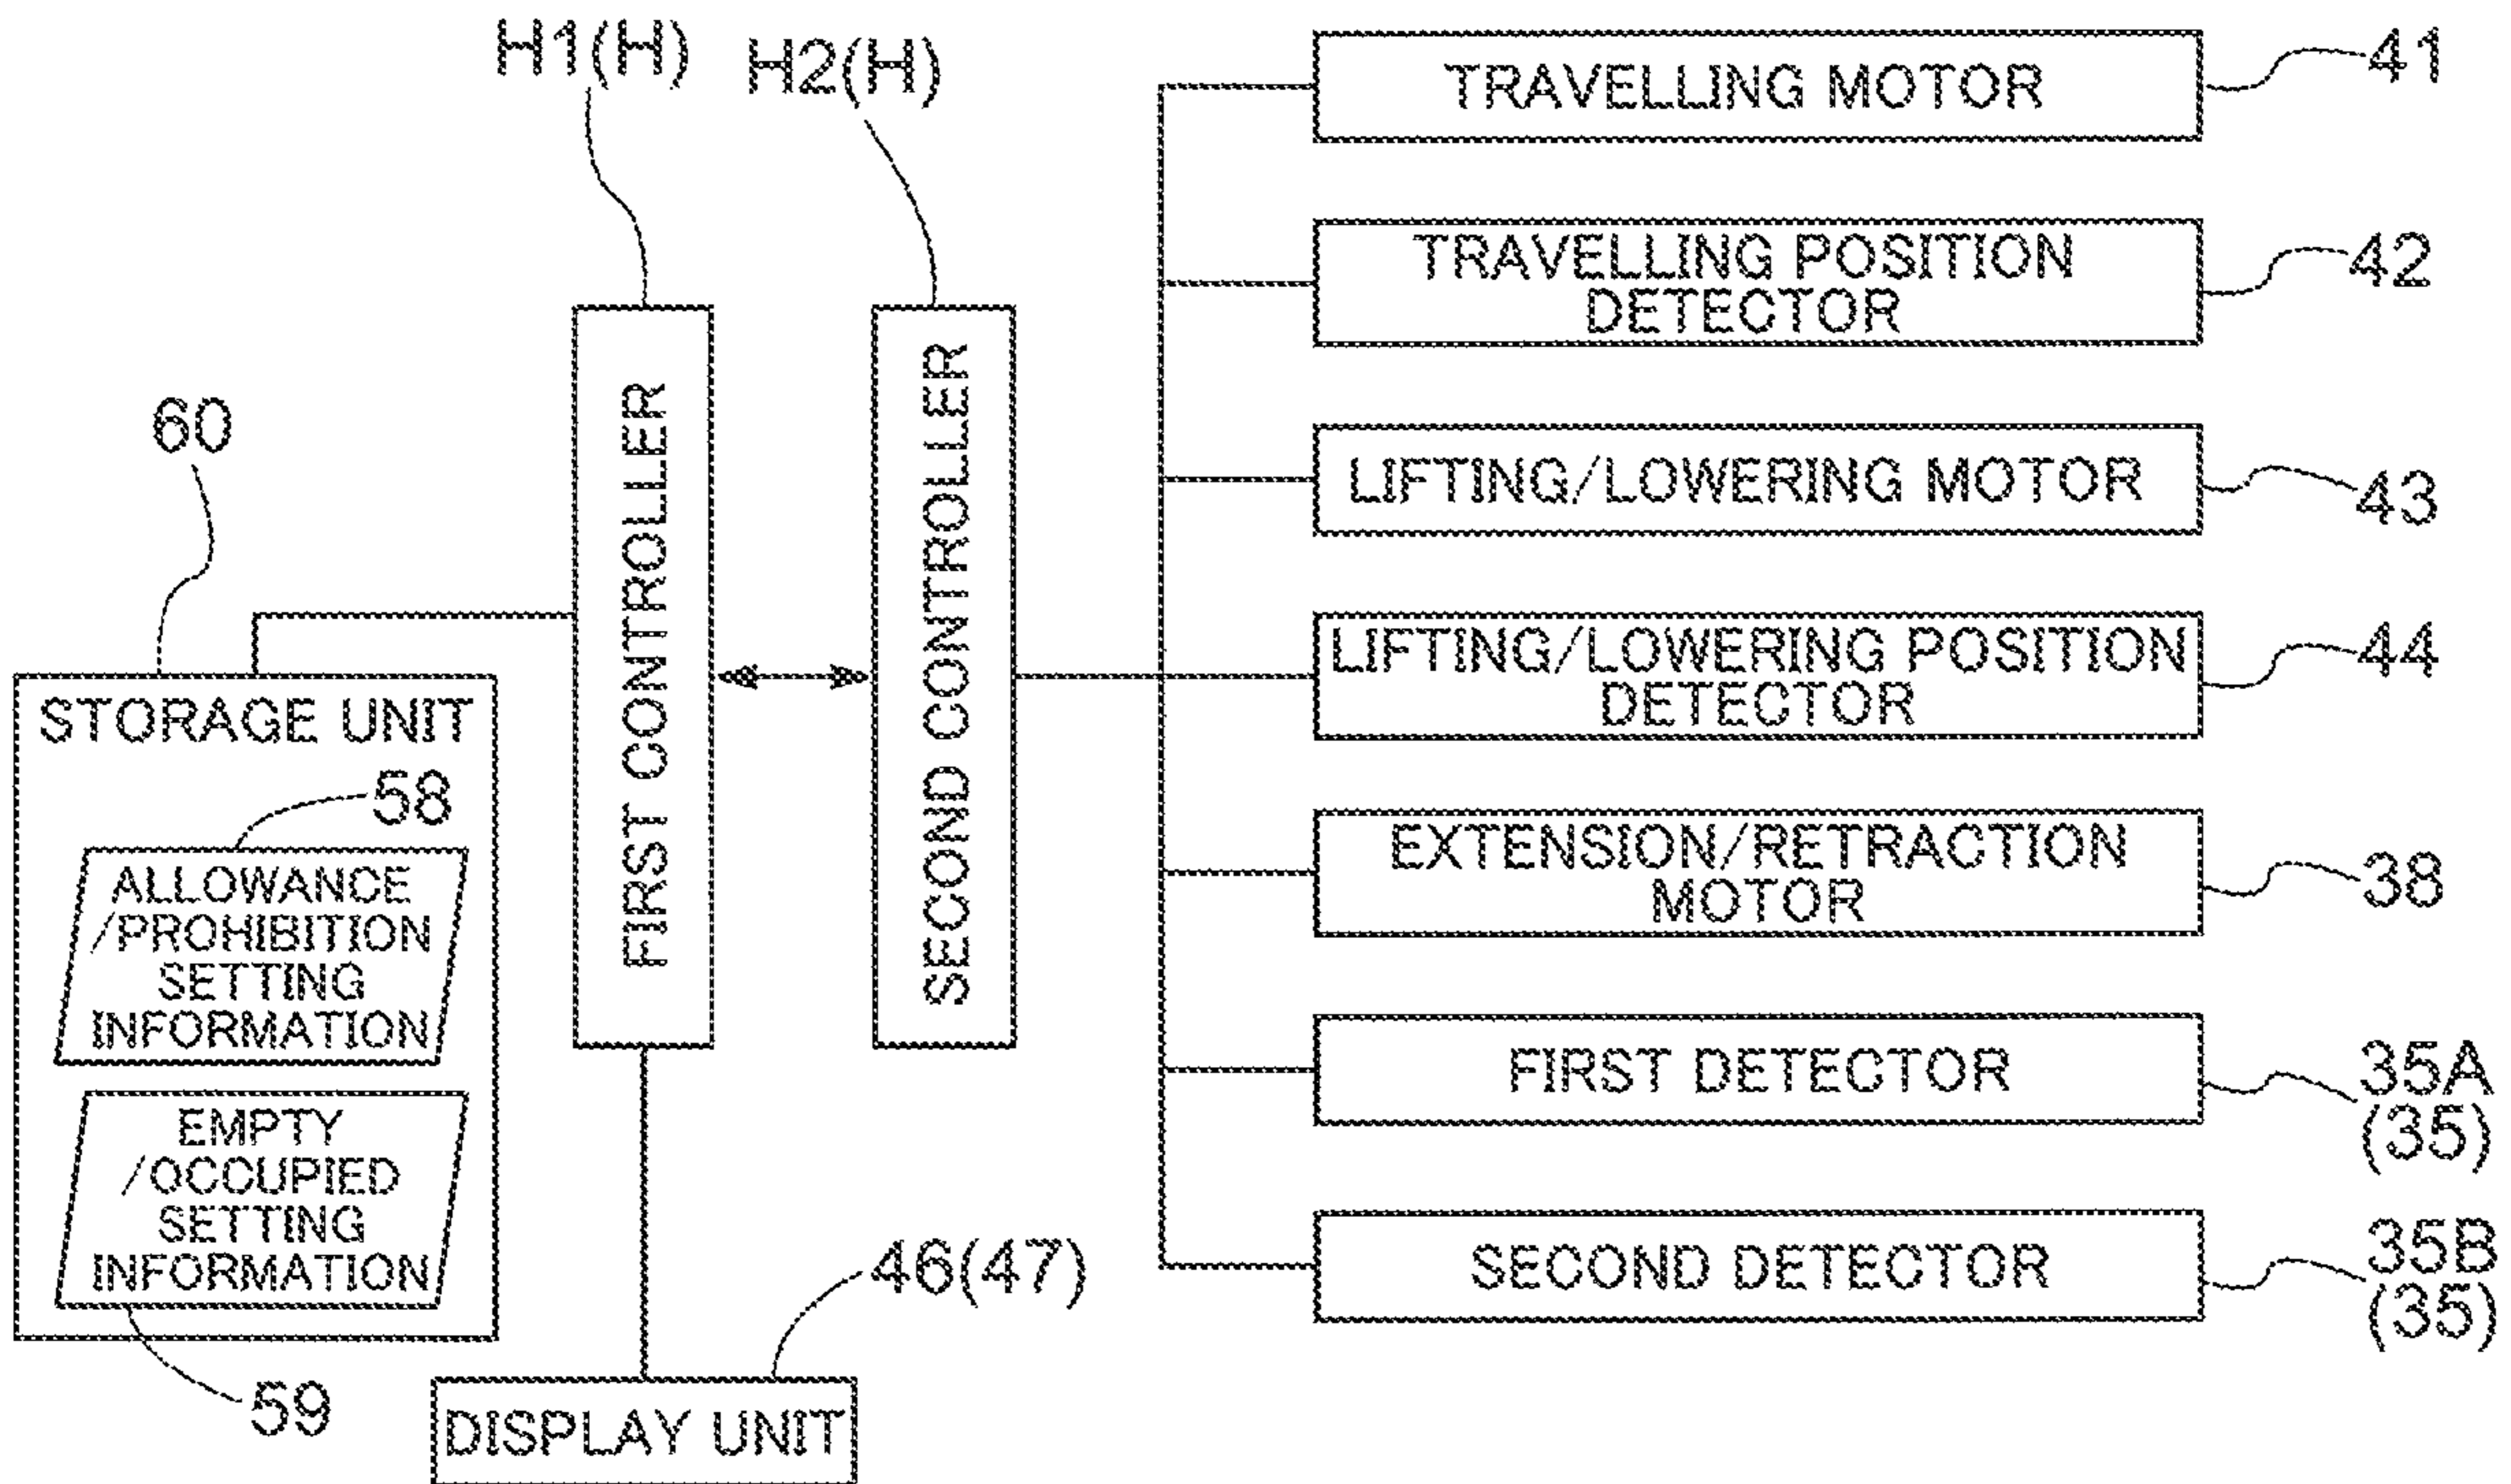 H1(H)
H2(H)
TRAVELLING MOTOR
41
TRAVELLING POSITION
DETECTOR
42
LIFTING/LOWERING MOTOR
43
LIFTING/LOWERING POSITION
DETECTOR
44
EXTENSION/RETRACTION
MOTOR
38
FIRST DETECTOR
35A
(35)
SECOND DETECTOR
35B
(35)
FIRST CONTROLLER
SECOND CONTROLLER
60
STORAGE UNIT
58
ALLOWANCE
/PROHIBITION
SETTING
INFORMATION
EMPTY
/OCCUPIED
SETTING
INFORMATION
59
46(47)
DISPLAY UNIT